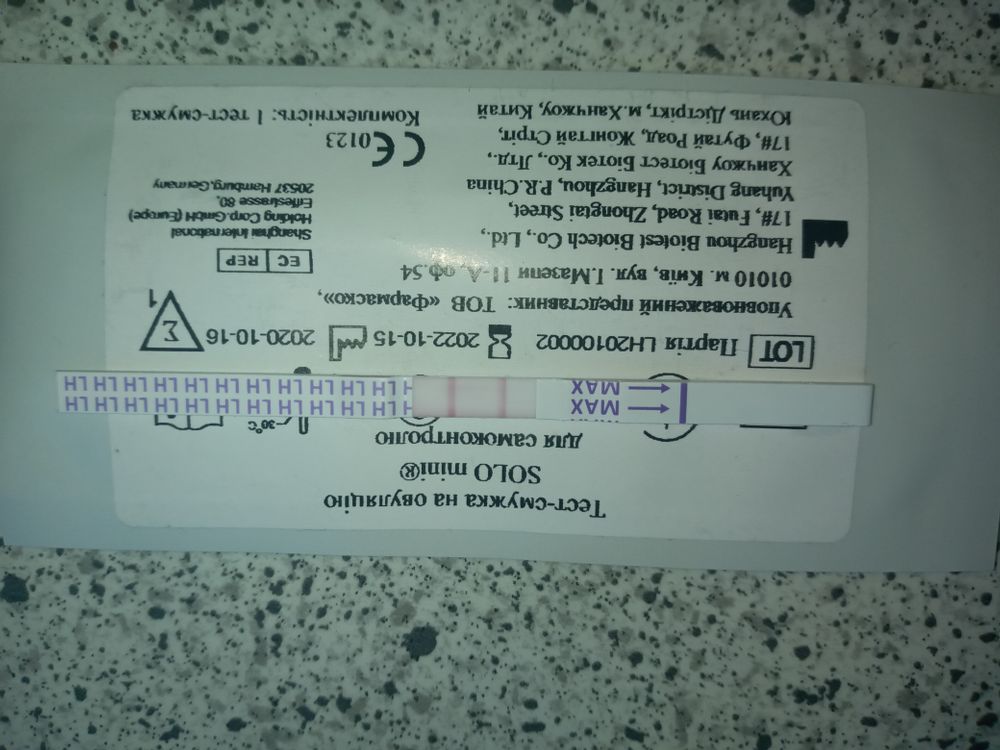 Тест-смужка на овуляцію
SOLO mini®
для самоконтролю
-30°C
MAX
MAX
LH LH LH LH LH LH LH LH LH LH LH
LH LH LH LH LH LH LH LH LH LH LH
LOT Партія LH20100002 2022-10-15 2020-10-16 Σ 1
Уповноважений представник: ТОВ «Фармаско»,
01010 м. Київ, вул. І.Мазепи 11-А, оф.54
Hangzhou Biotest Biotech Co., Ltd.,
17#, Futai Road, Zhongtai Street,
Yuhang District, Hangzhou, P.R.China
Ханчжоу Біотест Біотек Ко., Лтд.,
17#, Футай Роад, Жонгтай Стріт,
Юхань Дістрікт, м.Ханчжоу, Китай
EC REP
Shanghai International
Holding Corp.GmbH (Europe)
Eiffestrasse 80,
20537 Hamburg,Germany
CE 0123
Комплектність: 1 тест-смужка